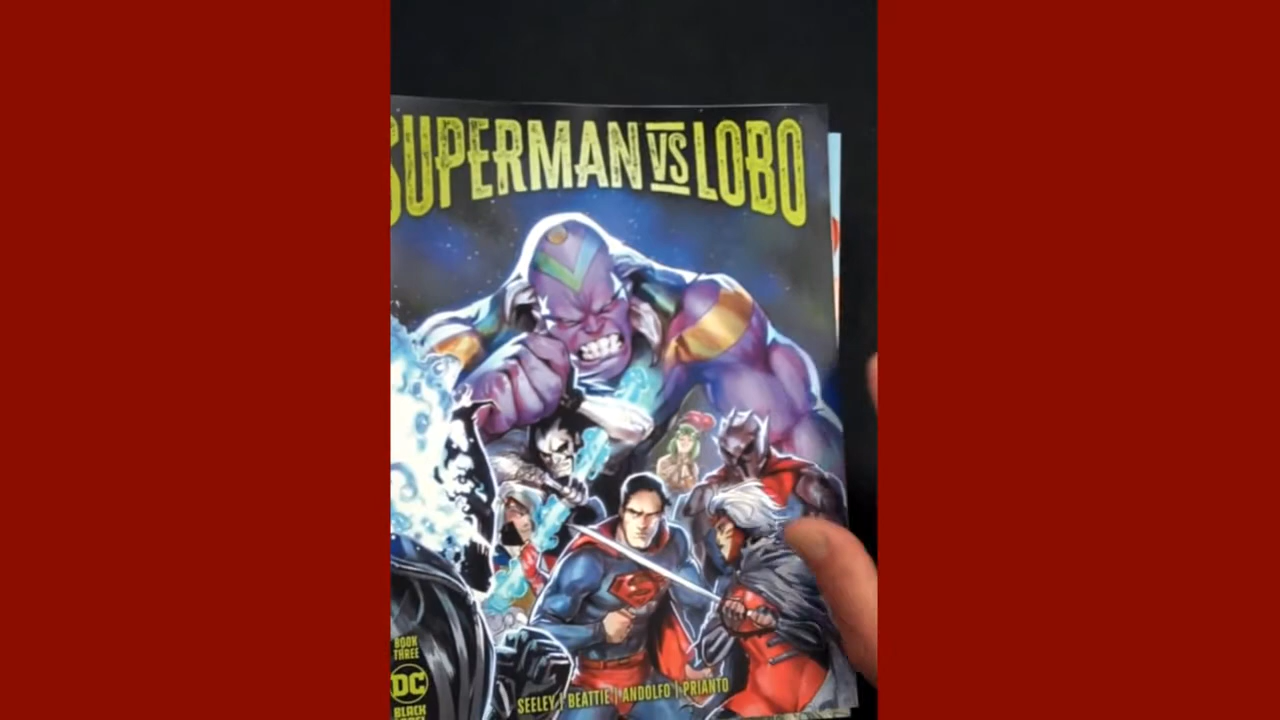 SUPERMAN VS LOBO
BOOK
THREE
DC
BLACK
LABEL
SEELEY | BEATTIE | ANDOLFO | PRIANTO